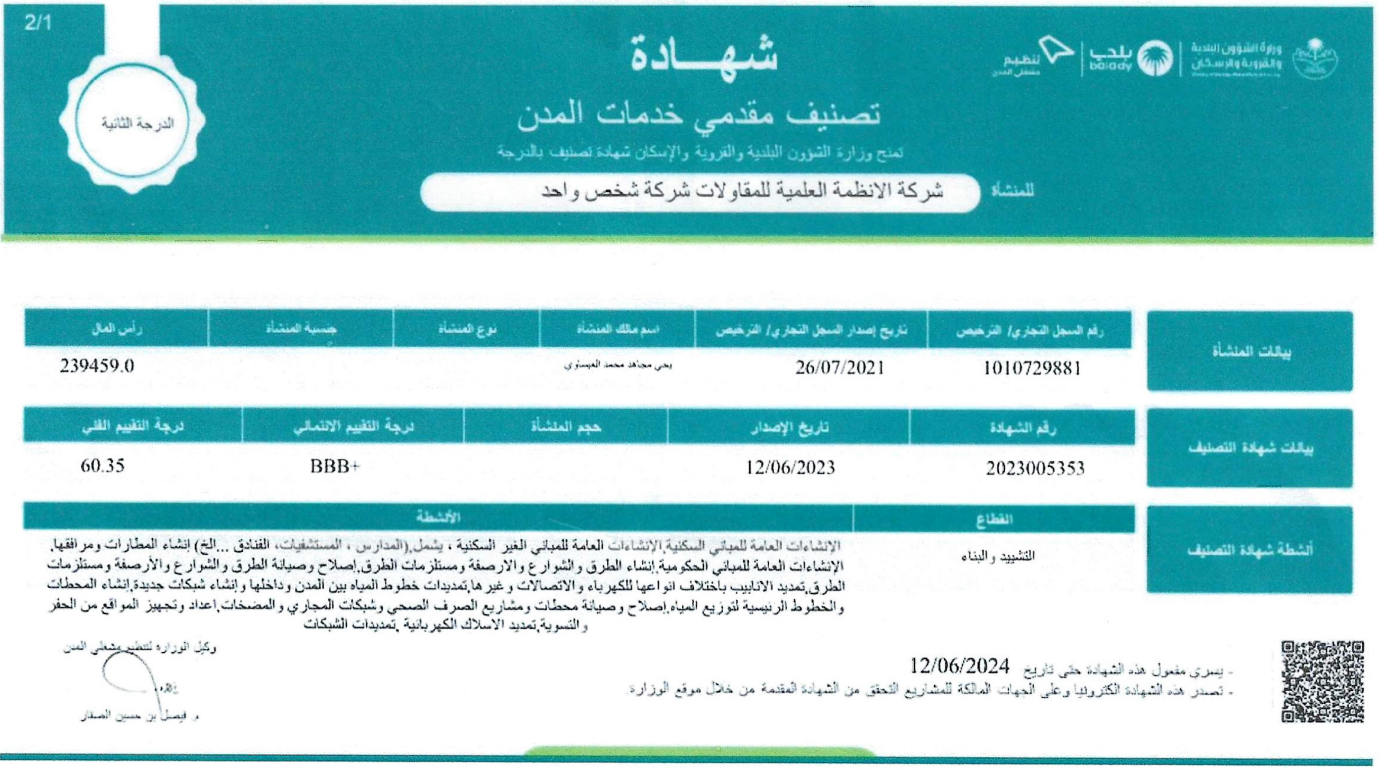 2/1
وزارة الشؤون البلدية
والقروية والإسكان
بلدي
balady
تنظيم
مشغلي المدن
شهــادة
تصنيف مقدمي خدمات المدن
الدرجة الثانية
تمنح وزارة الشؤون البلدية والقروية والإسكان شهادة تصنيف بالدرجة
للمنشأة شركة الانظمة العلمية للمقاولات شركة شخص واحد
بيانات المنشأة
رقم السجل التجاري/ الترخيص تاريخ إصدار السجل التجاري/ الترخيص اسم مالك المنشأة نوع المنشأة جنسية المنشأة رأس المال
1010729881 26/07/2021 يحي مجاهد محمد العيساوي 239459.0
بيانات شهادة التصنيف
رقم الشهادة تاريخ الإصدار حجم المنشأة درجة التقييم الائتماني درجة التقييم الفني
2023005353 12/06/2023 BBB+ 60.35
أنشطة شهادة التصنيف
القطاع الأنشطة
التشييد والبناء
الإنشاءات العامة للمباني السكنية,الإنشاءات العامة للمباني الغير السكنية ، يشمل,(المدارس ، المستشفيات، الفنادق ...الخ) إنشاء المطارات ومرافقها,
الإنشاءات العامة للمباني الحكومية,إنشاء الطرق والشوارع والأرصفة ومستلزمات الطرق,إصلاح وصيانة الطرق والشوارع والأرصفة ومستلزمات
الطرق,تمديد الانابيب باختلاف انواعها للكهرباء والاتصالات وغيرها,تمديدات خطوط المياه بين المدن وداخلها وإنشاء شبكات جديدة,إنشاء المحطات
والخطوط الرئيسية لتوزيع المياه,إصلاح وصيانة محطات ومشاريع الصرف الصحي وشبكات المجاري والمضخات,اعداد وتجهيز المواقع من الحفر
والتسوية,تمديد الاسلاك الكهربائية ,تمديدات الشبكات
وكيل الوزارة لتنظيم مشغلي المدن
م. فيصل بن حسين الصفار
- يسري مفعول هذه الشهادة حتى تاريخ 12/06/2024
- تصدر هذه الشهادة الكترونيا وعلى الجهات المالكة للمشاريع التحقق من الشهادة المقدمة من خلال موقع الوزارة.